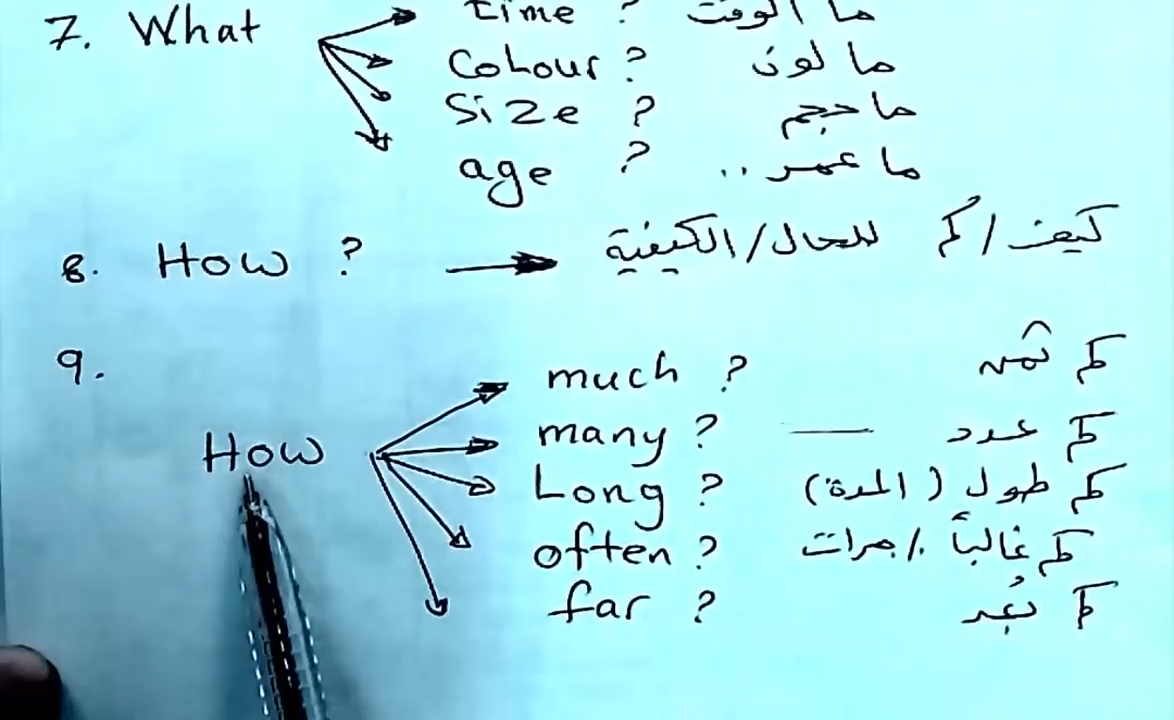 7. What time ? ما الوقت
Colour ? ما لون
Size ? ما حجم
age ? ما عمر ..
8. How ? كيف / كم للحال / الكيفية
9.
How much ? كم ثمن
many ? كم عدد
Long ? كم طول (المدة)
often ? كم غالباً / مرات
far ? كم بُعد